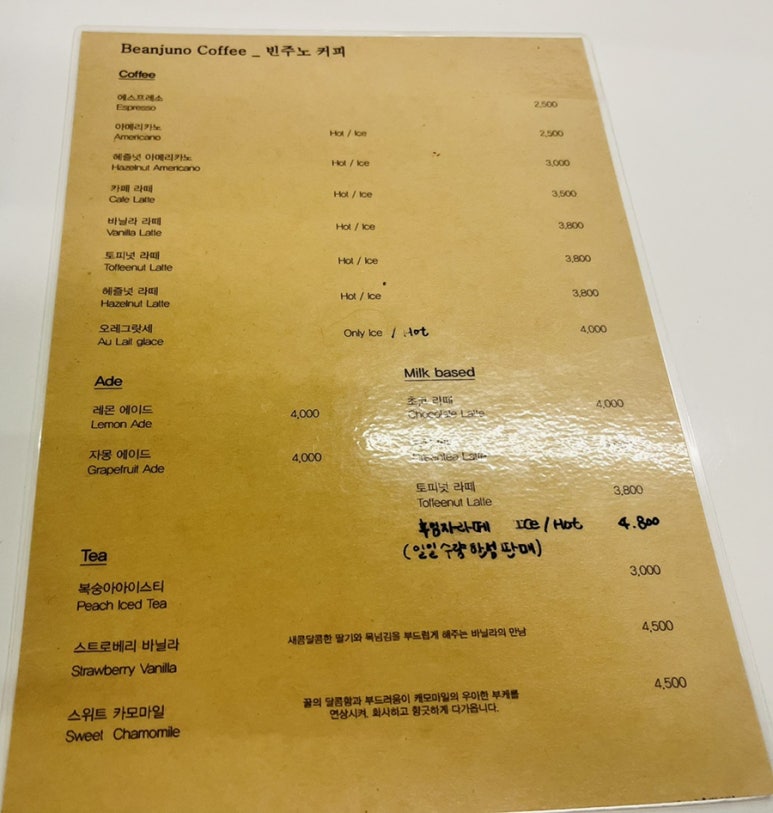 Beanjuno Coffee _ 빈주노 커피
Coffee
에스프레소
Espresso
2,500
아메리카노
Americano
Hot / Ice
2,500
헤즐넛 아메리카노
Hazelnut Americano
Hot / Ice
3,000
카페 라떼
Cafe Latte
Hot / Ice
3,500
바닐라 라떼
Vanilla Latte
Hot / Ice
3,800
토피넛 라떼
Toffeenut Latte
Hot / Ice
3,800
헤즐넛 라떼
Hazelnut Latte
Hot / Ice
3,800
오레그랏세
Au Lait glace
Only Ice / Hot
4,000
Ade
레몬 에이드
Lemon Ade
4,000
자몽 에이드
Grapefruit Ade
4,000
Milk based
초코 라떼
Chocolate Latte
4,000
Greentea Latte
토피넛 라떼
Toffeenut Latte
3,800
흑임자라떼 ICe / Hot 4.800
(일일 수량 한정 판매)
Tea
복숭아아이스티
Peach Iced Tea
3,000
스트로베리 바닐라
Strawberry Vanilla
새콤달콤한 딸기와 목넘김을 부드럽게 해주는 바닐라의 만남
4,500
스위트 카모마일
Sweet Chamomile
꿀의 달콤함과 부드러움이 캐모마일의 우아한 부케를
연상시켜, 화사하고 향긋하게 다가옵니다.
4,500